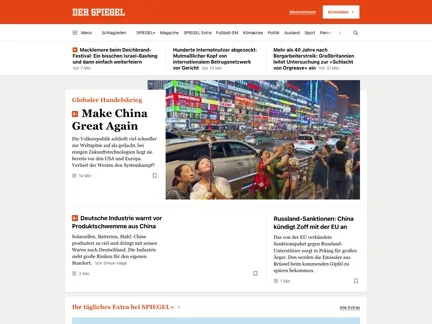 DER SPIEGEL
Abonnement
Anmelden
Menü
Schlagzeilen
SPIEGEL+
Magazine
SPIEGEL Extra
Fußball-EM
Klimakrise
Politik
Ausland
Sport
Macklemore beim Deichbrand-
Festival: Ein bisschen Israel-Bashing
und dann einfach weiterfeiern
Vor 7 Min
Hunderte Internetnutzer abgezockt:
Mutmaßlicher Kopf von
internationalem Betrugsnetzwerk
vor Gericht
Vor 13 Min
Mehr als 40 Jahre nach
Bergarbeiterstreik: Großbritannien
leitet Untersuchung zur »Schlacht
von Orgreave« ein
Vor 31 Min
Globaler Handelskrieg
S+ Make China
Great Again
Die Volksrepublik schließt viel schneller
zur Weltspitze auf als gedacht, bei
einigen Zukunftstechnologien liegt sie
bereits vor den USA und Europa.
Verliert der Westen den Systemkampf?
14 Min
S+ Deutsche Industrie warnt vor
Produktschwemme aus China
Solarzellen, Batterien, Stahl: China
produziert zu viel und drängt mit seinen
Waren nach Deutschland. Die Industrie
sieht große Risiken für den eigenen
Standort.
Von Simon Hage
3 Min
Russland-Sanktionen: China
kündigt Zoff mit der EU an
Das von der EU verkündete
Sanktionspaket gegen Russland-
Unterstützer sorgt in Peking für großen
Ärger. Den werden die Emissäre aus
Brüssel beim kommenden Gipfel zu
spüren bekommen.
1 Min
Ihr tägliches Extra bei SPIEGEL+
Alle Extras